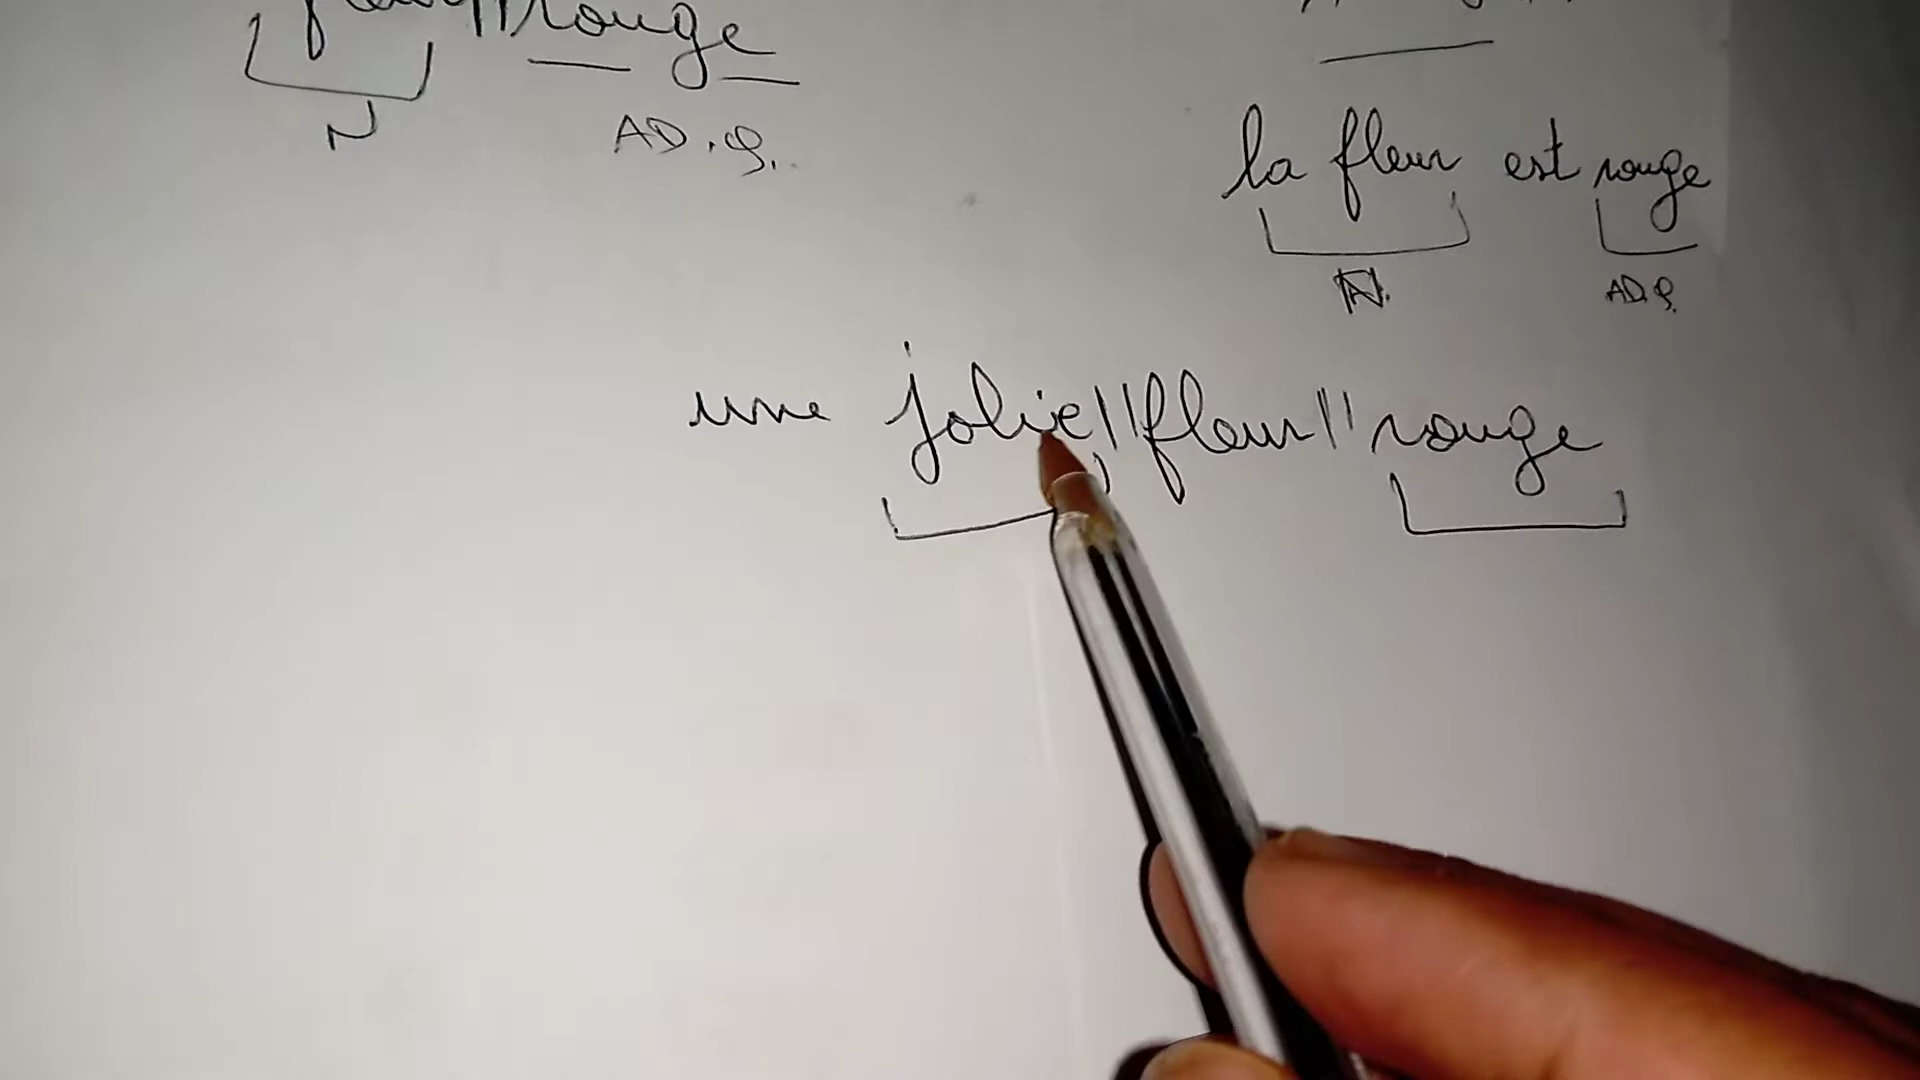 fleur||rouge
N AD.Q.
la fleur est rouge
N. AD.Q.
une jolie||fleur||rouge